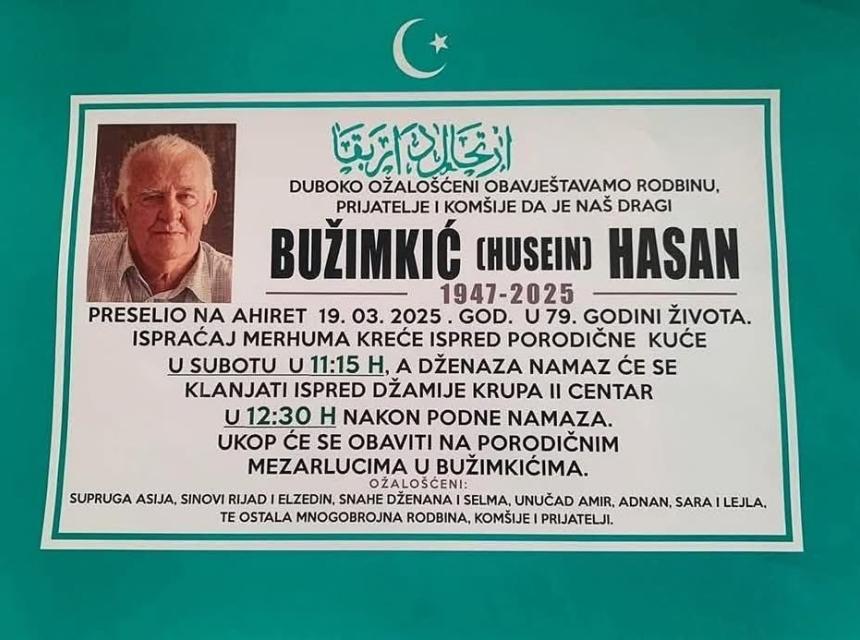 ارتحال دار بقا
DUBOKO OŽALOŠĆENI OBAVJEŠTAVAMO RODBINU,
PRIJATELJE I KOMŠIJE DA JE NAŠ DRAGI
BUŽIMKIĆ (HUSEIN) HASAN
1947-2025
PRESELIO NA AHIRET 19. 03. 2025 . GOD. U 79. GODINI ŽIVOTA.
ISPRAĆAJ MERHUMA KREĆE ISPRED PORODIČNE KUĆE
U SUBOTU U 11:15 H, A DŽENAZA NAMAZ ĆE SE
KLANJATI ISPRED DŽAMIJE KRUPA II CENTAR
U 12:30 H NAKON PODNE NAMAZA.
UKOP ĆE SE OBAVITI NA PORODIČNIM
MEZARLUCIMA U BUŽIMKIĆIMA.
OŽALOŠĆENI:
SUPRUGA ASIJA, SINOVI RIJAD I ELZEDIN, SNAHE DŽENANA I SELMA, UNUČAD AMIR, ADNAN, SARA I LEJLA,
TE OSTALA MNOGOBROJNA RODBINA, KOMŠIJE I PRIJATELJI.